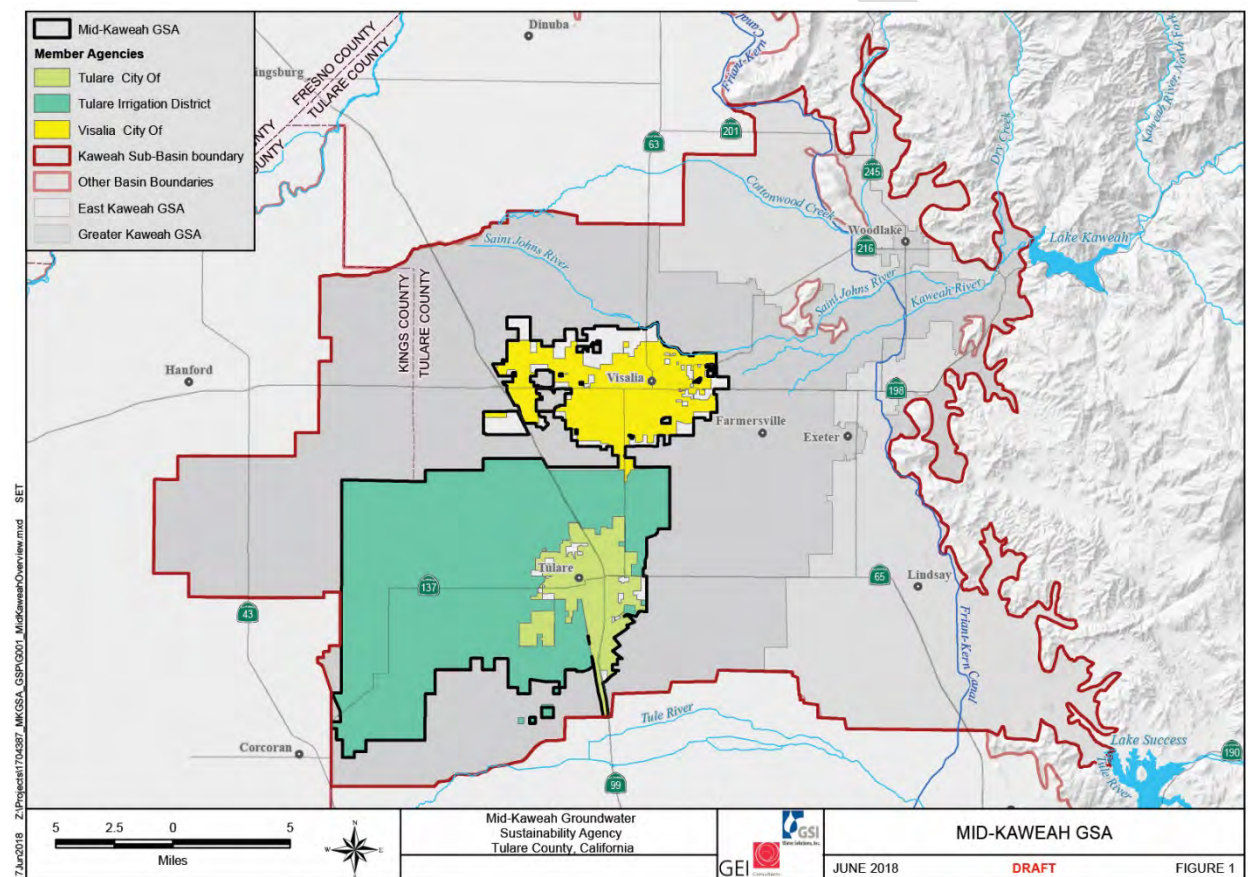 Mid-Kaweah GSA
Member Agencies
Tulare City Of
Tulare Irrigation District
Visalia City Of
Kaweah Sub-Basin boundary
Other Basin Boundaries
East Kaweah GSA
Greater Kaweah GSA
Dinuba
ingsburg
FRESNO COUNTY
TULARE COUNTY
NTY
UNTY
Friant-Kern
Canal
201
63
245
Dry Creek
Kaweah River, North Fork
Cottonwood Creek
Woodlake
216
Lake Kaweah
Saint Johns River
Saint Johns River
Kaweah River
KINGS COUNTY
TULARE COUNTY
Hanford
Visalia
198
Farmersville
Exeter
Tulare
137
65
Lindsay
43
Friant-Kern
Canal
Tule River
Corcoran
99
Lake Success
Tule River
190
7Jun2018 Z:\Projects\1704387_MKGSA_GSP\G001_MidKaweahOverview.mxd SET
5 2.5 0 5
Miles
N
W E
S
Mid-Kaweah Groundwater
Sustainability Agency
Tulare County, California
GEI
Consultants
GSI
Water Solutions, Inc.
MID-KAWEAH GSA
JUNE 2018 DRAFT FIGURE 1